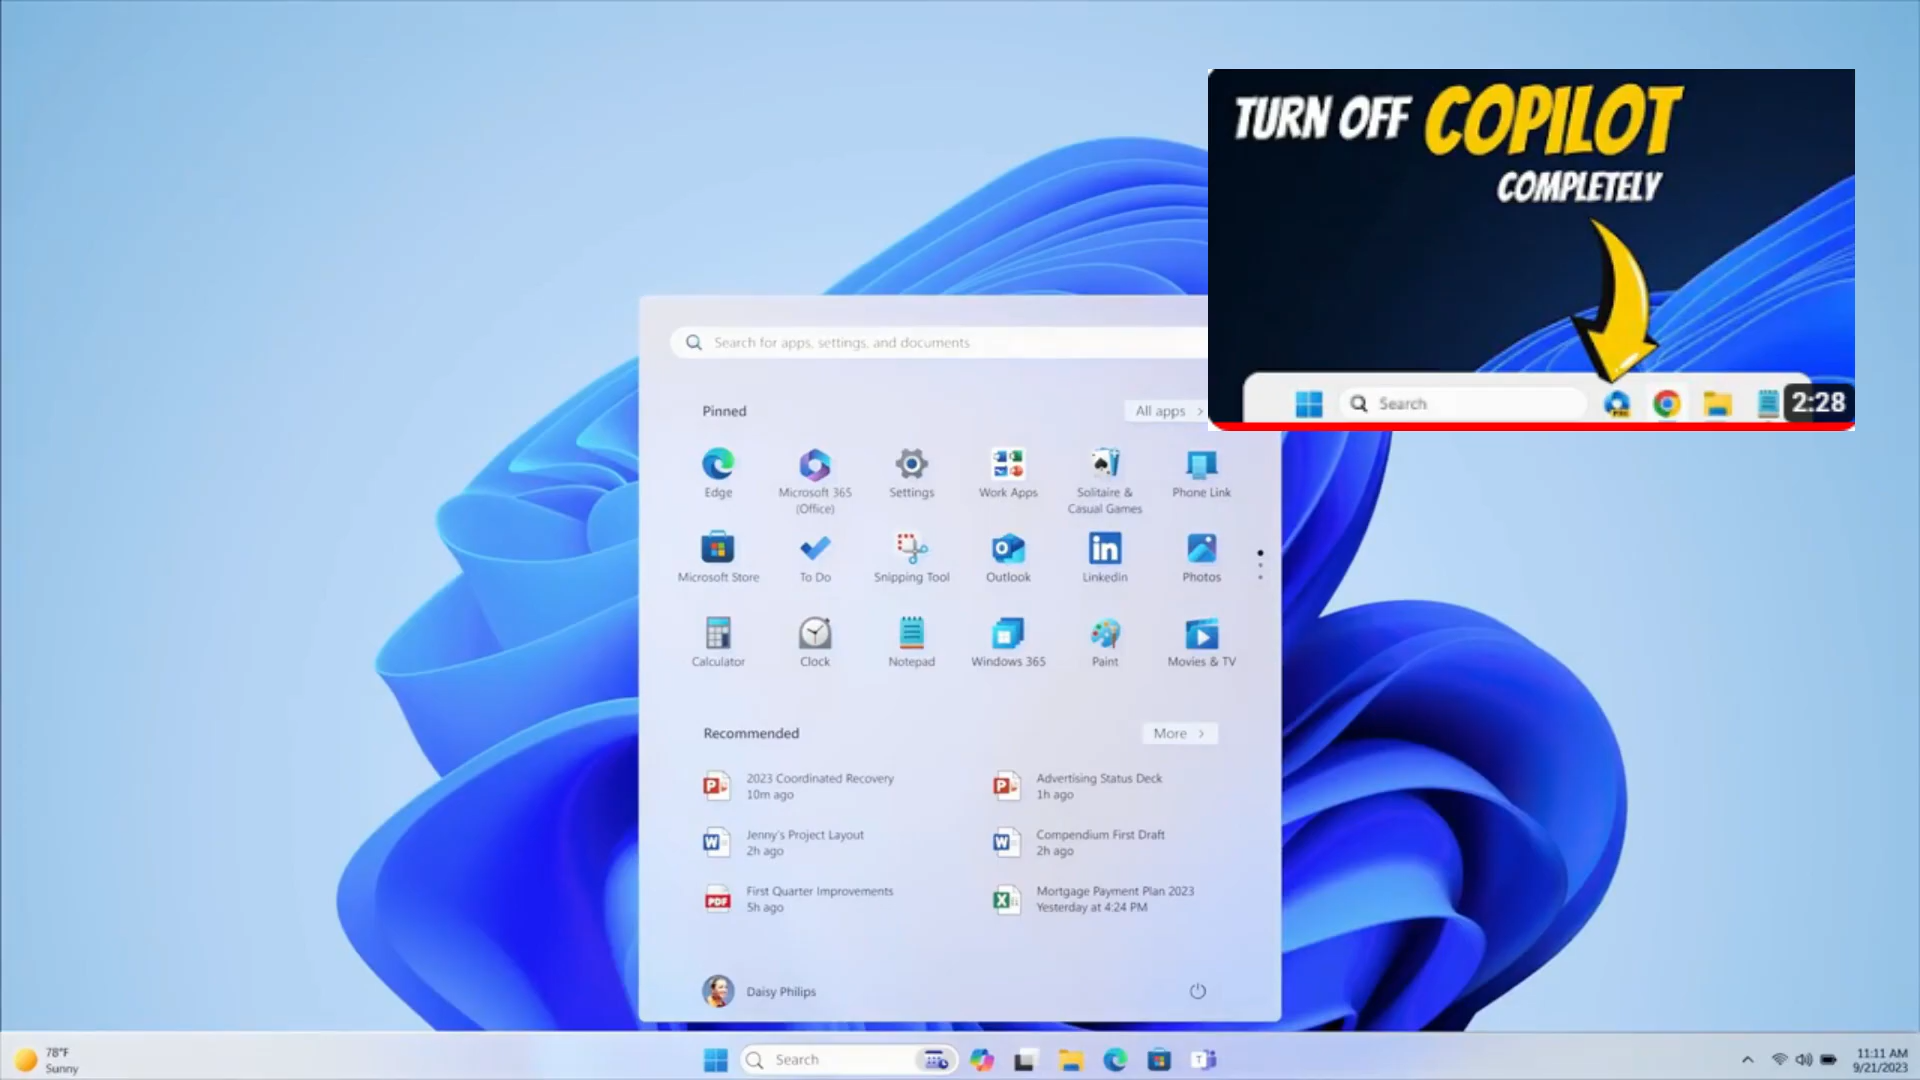 TURN OFF COPILOT
COMPLETELY
Search
2:28
Search for apps, settings, and documents
Pinned
All apps
Edge
Microsoft 365
(Office)
Settings
Work Apps
Solitaire &
Casual Games
Phone Link
Microsoft Store
To Do
Snipping Tool
Outlook
Linkedin
Photos
Calculator
Clock
Notepad
Windows 365
Paint
Movies & TV
Recommended
More
2023 Coordinated Recovery
10m ago
Advertising Status Deck
1h ago
Jenny's Project Layout
2h ago
Compendium First Draft
2h ago
First Quarter Improvements
5h ago
Mortgage Payment Plan 2023
Yesterday at 4:24 PM
Daisy Philips
78°F
Sunny
Search
11:11 AM
9/21/2023